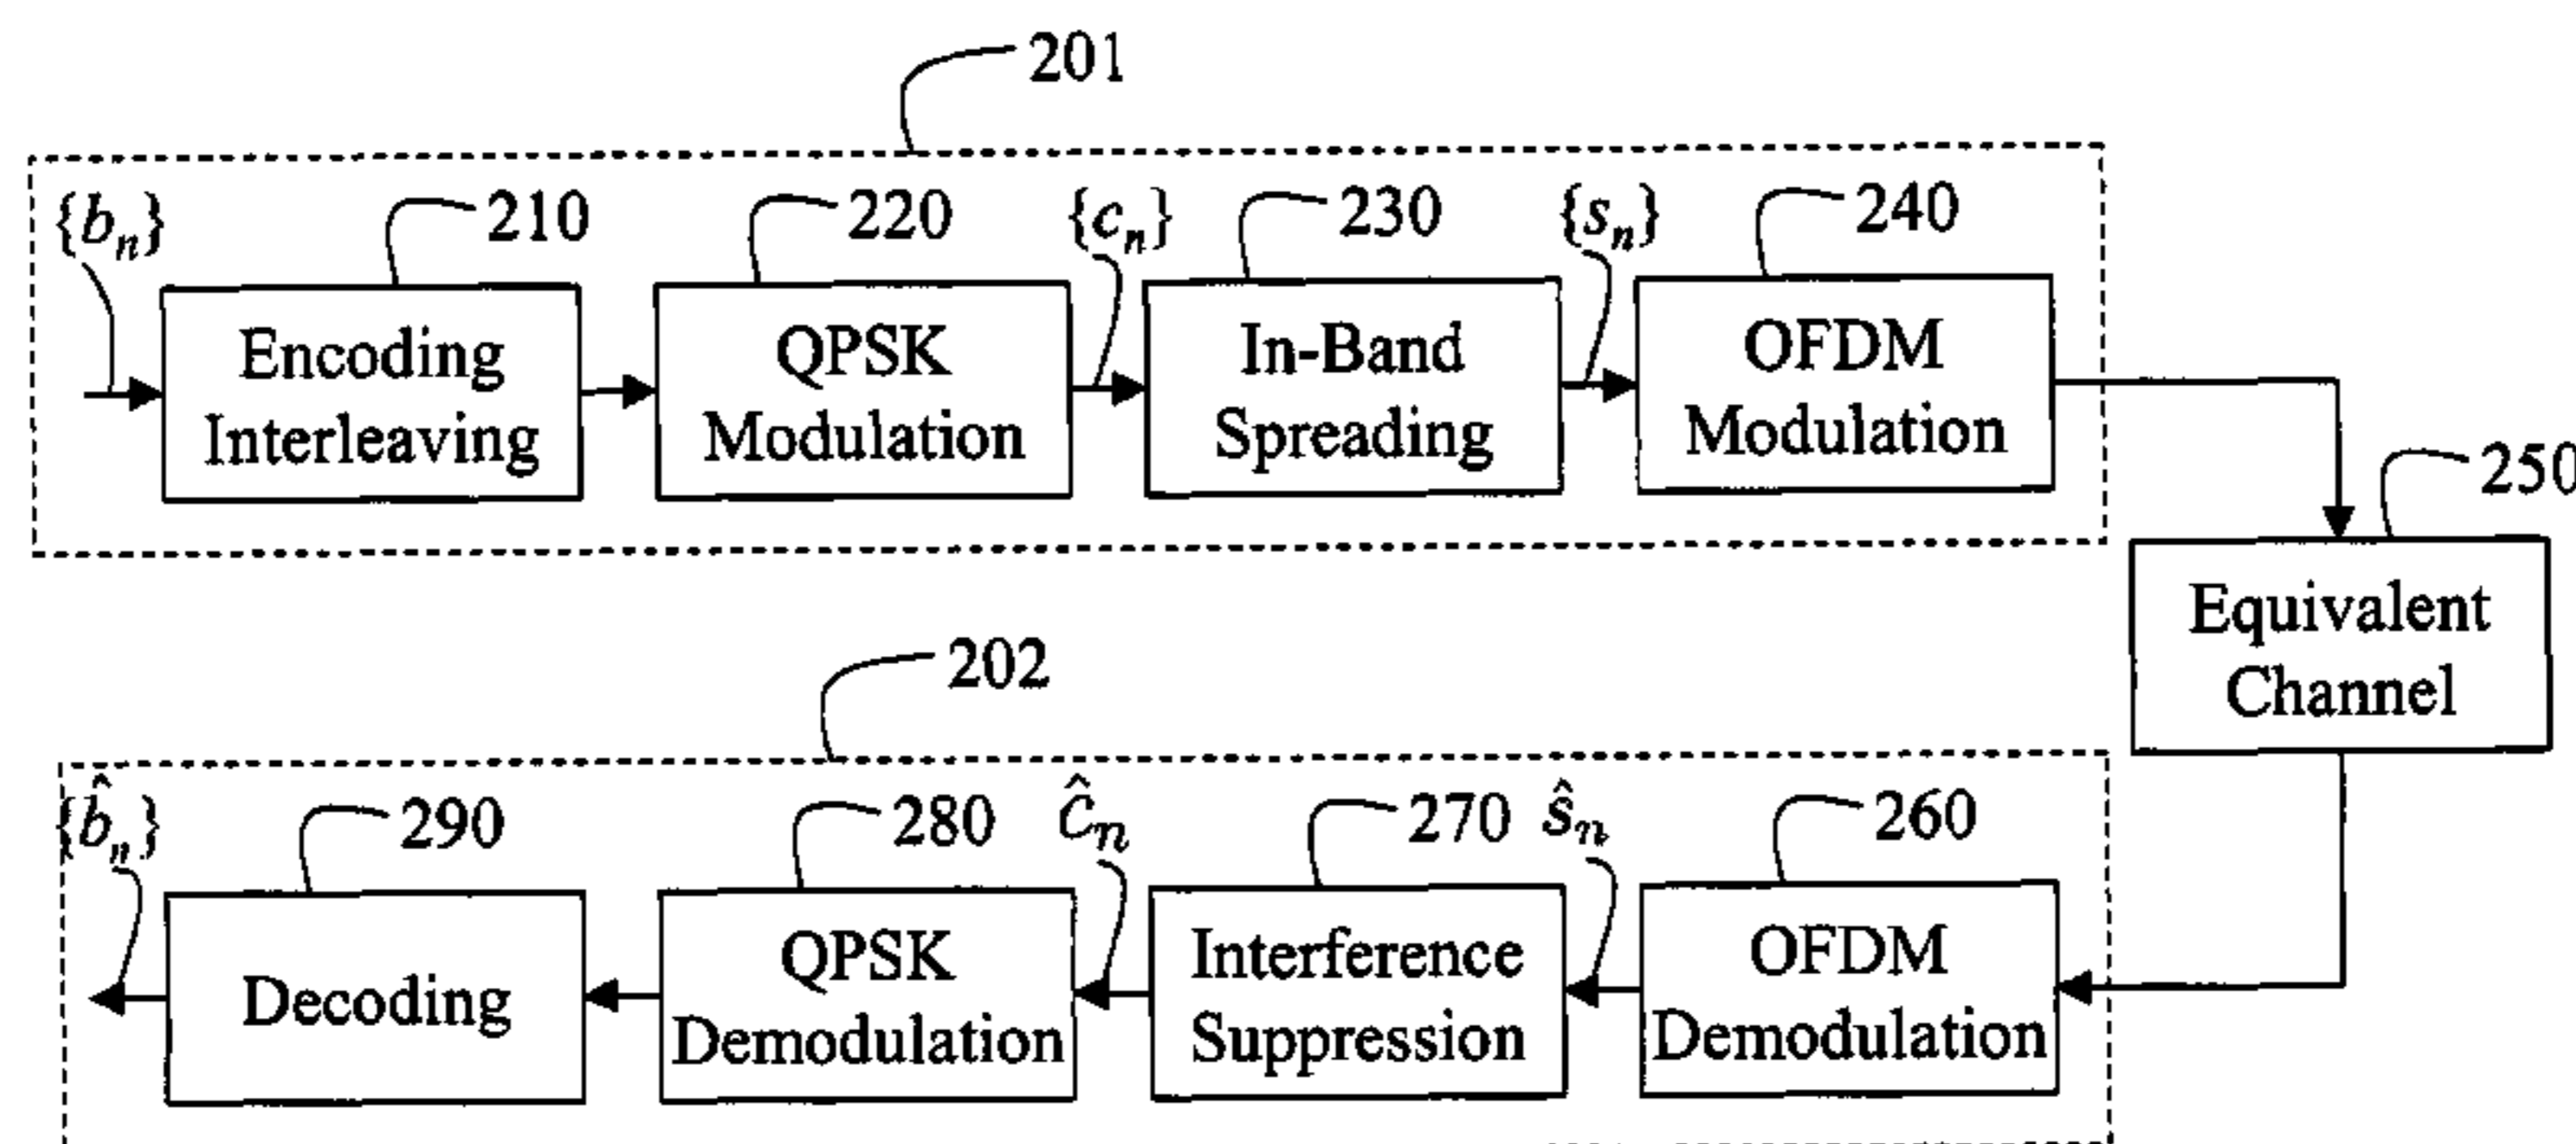 201
{b_n}
210
220
{c_n}
230
{s_n}
240
Encoding
Interleaving
QPSK
Modulation
In-Band
Spreading
OFDM
Modulation
250
Equivalent
Channel
202
{b̂_n}
290
280
ĉ_n
270
ŝ_n
260
Decoding
QPSK
Demodulation
Interference
Suppression
OFDM
Demodulation